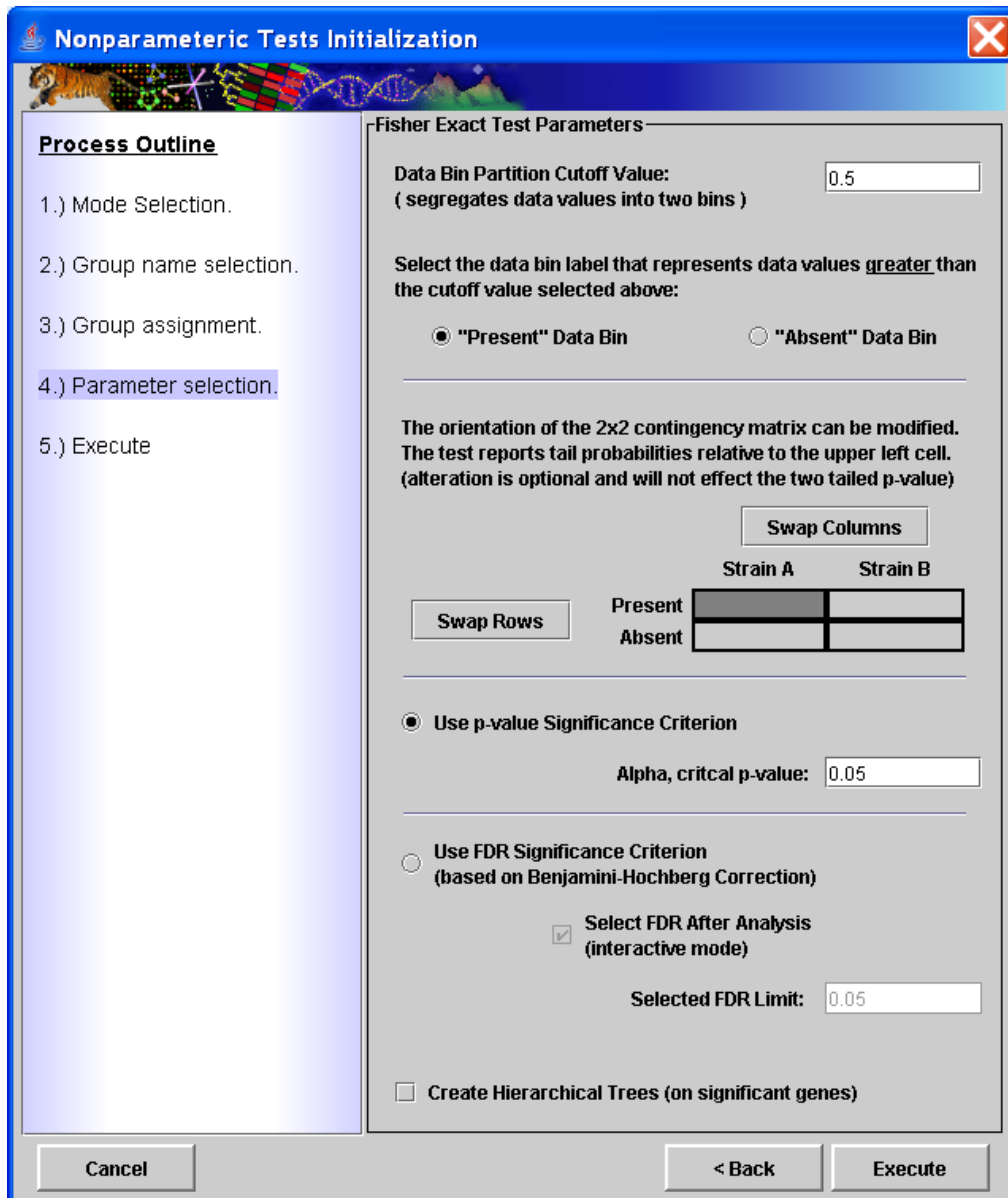 Nonparameteric Tests Initialization
Process Outline
1.) Mode Selection.
2.) Group name selection.
3.) Group assignment.
4.) Parameter selection.
5.) Execute
Fisher Exact Test Parameters
Data Bin Partition Cutoff Value:
( segregates data values into two bins )
0.5
Select the data bin label that represents data values greater than
the cutoff value selected above:
"Present" Data Bin
"Absent" Data Bin
The orientation of the 2x2 contingency matrix can be modified.
The test reports tail probabilities relative to the upper left cell.
(alteration is optional and will not effect the two tailed p-value)
Swap Columns
Strain A
Strain B
Swap Rows
Present
Absent
Use p-value Significance Criterion
Alpha, critcal p-value:
0.05
Use FDR Significance Criterion
(based on Benjamini-Hochberg Correction)
Select FDR After Analysis
(interactive mode)
Selected FDR Limit:
0.05
Create Hierarchical Trees (on significant genes)
Cancel
< Back
Execute